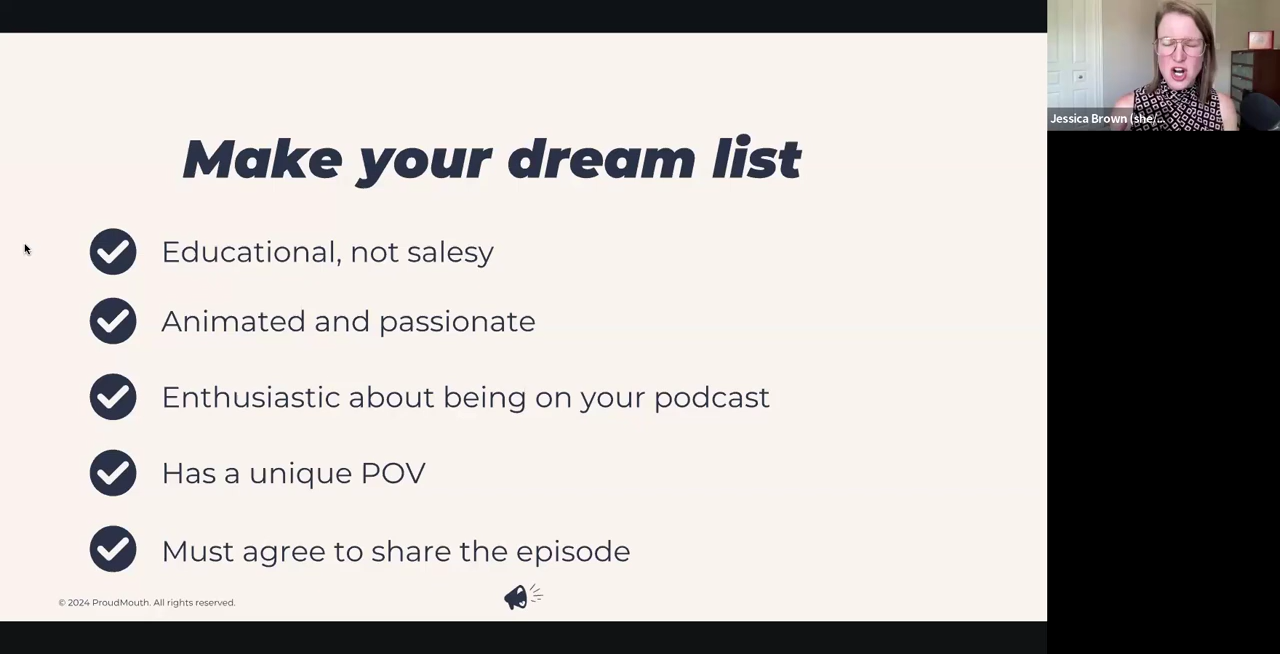 Make your dream list
Educational, not salesy
Animated and passionate
Enthusiastic about being on your podcast
Has a unique POV
Must agree to share the episode
© 2024 ProudMouth. All rights reserved.
Jessica Brown (she/...